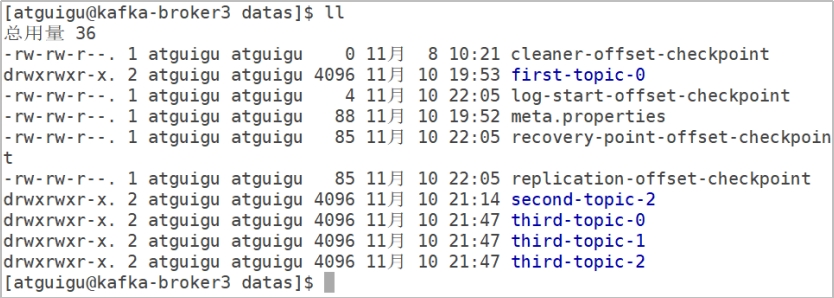 [atguigu@kafka-broker3 datas]$ ll
总用量 36
-rw-rw-r--. 1 atguigu atguigu    0 11月  8 10:21 cleaner-offset-checkpoint
drwxrwxr-x. 2 atguigu atguigu 4096 11月 10 19:53 first-topic-0
-rw-rw-r--. 1 atguigu atguigu    4 11月 10 22:05 log-start-offset-checkpoint
-rw-rw-r--. 1 atguigu atguigu   88 11月 10 19:52 meta.properties
-rw-rw-r--. 1 atguigu atguigu   85 11月 10 22:05 recovery-point-offset-checkpoin
t
-rw-rw-r--. 1 atguigu atguigu   85 11月 10 22:05 replication-offset-checkpoint
drwxrwxr-x. 2 atguigu atguigu 4096 11月 10 21:14 second-topic-2
drwxrwxr-x. 2 atguigu atguigu 4096 11月 10 21:47 third-topic-0
drwxrwxr-x. 2 atguigu atguigu 4096 11月 10 21:47 third-topic-1
drwxrwxr-x. 2 atguigu atguigu 4096 11月 10 21:47 third-topic-2
[atguigu@kafka-broker3 datas]$